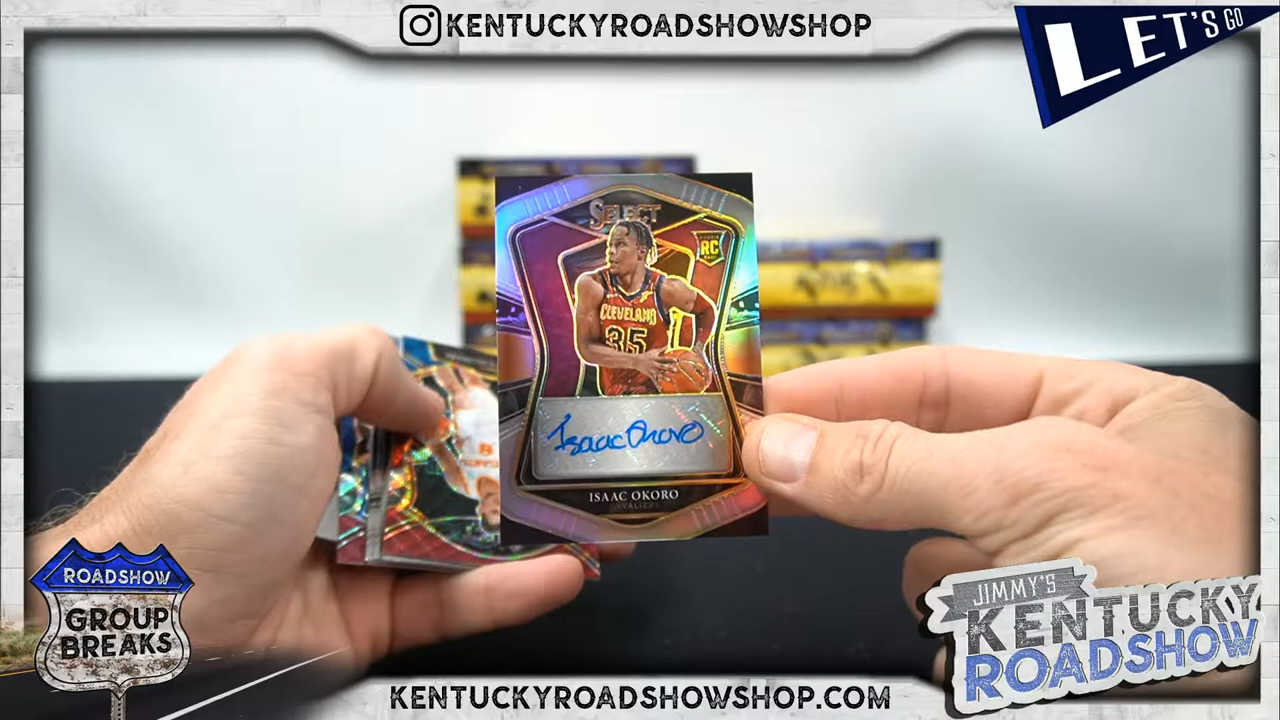 KENTUCKYROADSHOWSHOP
LET'S GO
SELECT
RC
CLEVELAND
35
Isaac Okoro
ISAAC OKORO
CAVALIERS
ROADSHOW
GROUP
BREAKS
JIMMY'S
KENTUCKY
ROADSHOW
KENTUCKYROADSHOWSHOP.COM